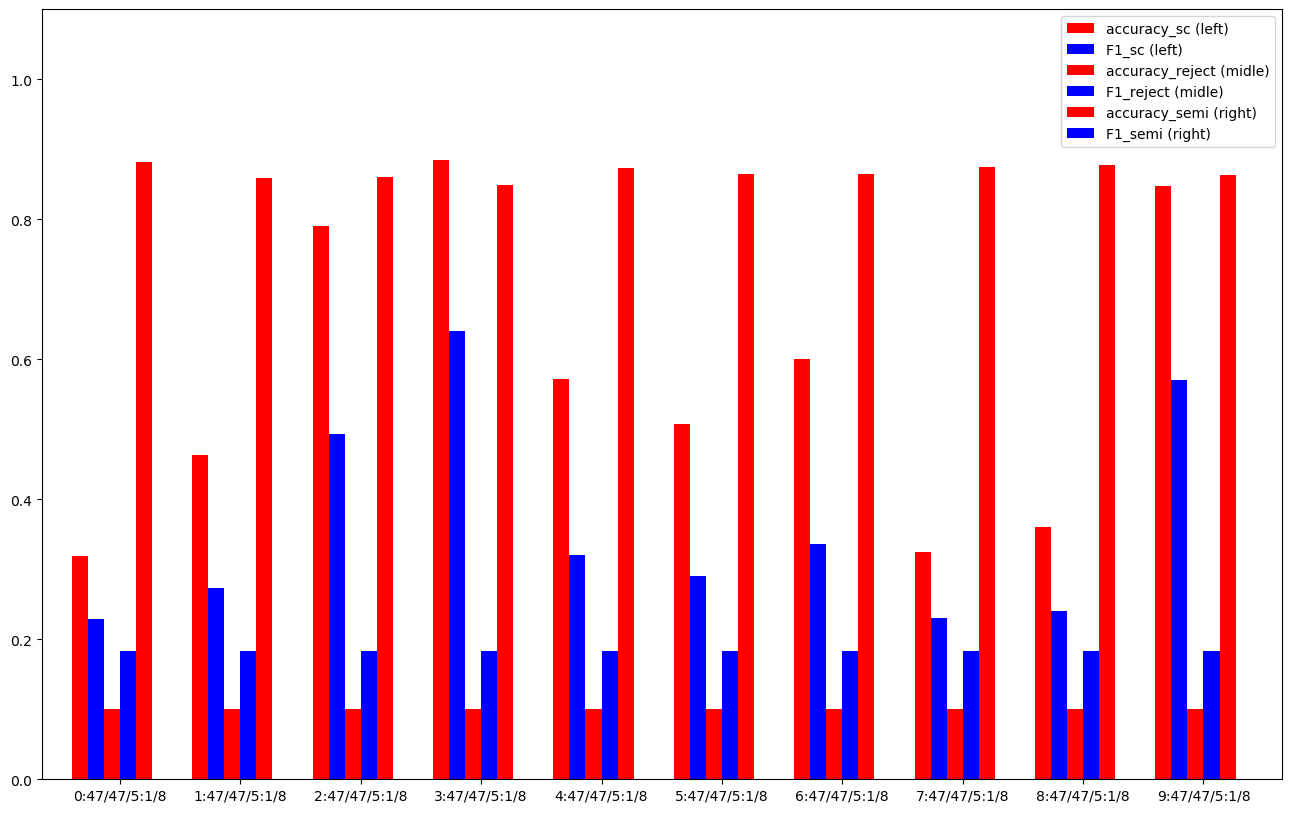 accuracy_sc (left)
F1_sc (left)
accuracy_reject (midle)
F1_reject (midle)
accuracy_semi (right)
F1_semi (right)
1.0
0.8
0.6
0.4
0.2
0.0
0:47/47/5:1/8 1:47/47/5:1/8 2:47/47/5:1/8 3:47/47/5:1/8 4:47/47/5:1/8 5:47/47/5:1/8 6:47/47/5:1/8 7:47/47/5:1/8 8:47/47/5:1/8 9:47/47/5:1/8